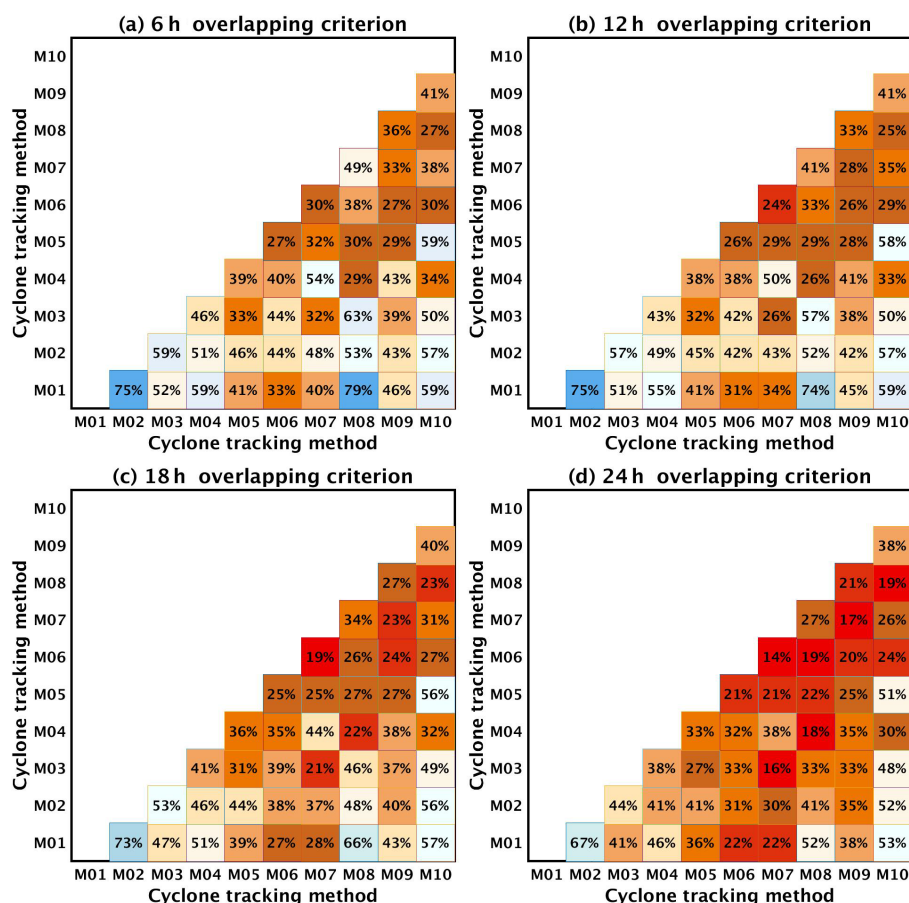 (a) 6 h overlapping criterion
(b) 12 h overlapping criterion
Cyclone tracking method
M10
M09 41%
M08 36% 27%
M07 49% 33% 38%
M06 30% 38% 27% 30%
M05 27% 32% 30% 29% 59%
M04 39% 40% 54% 29% 43% 34%
M03 46% 33% 44% 32% 63% 39% 50%
M02 59% 51% 46% 44% 48% 53% 43% 57%
M01 75% 52% 59% 41% 33% 40% 79% 46% 59%
M01 M02 M03 M04 M05 M06 M07 M08 M09 M10
Cyclone tracking method
Cyclone tracking method
M10
M09 41%
M08 33% 25%
M07 41% 28% 35%
M06 24% 33% 26% 29%
M05 26% 29% 29% 28% 58%
M04 38% 38% 50% 26% 41% 33%
M03 43% 32% 42% 26% 57% 38% 50%
M02 57% 49% 45% 42% 43% 52% 42% 57%
M01 75% 51% 55% 41% 31% 34% 74% 45% 59%
M01 M02 M03 M04 M05 M06 M07 M08 M09 M10
Cyclone tracking method
(c) 18 h overlapping criterion
(d) 24 h overlapping criterion
Cyclone tracking method
M10
M09 40%
M08 27% 23%
M07 34% 23% 31%
M06 19% 26% 24% 27%
M05 25% 25% 27% 27% 56%
M04 36% 35% 44% 22% 38% 32%
M03 41% 31% 39% 21% 46% 37% 49%
M02 53% 46% 44% 38% 37% 48% 40% 56%
M01 73% 47% 51% 39% 27% 28% 66% 43% 57%
M01 M02 M03 M04 M05 M06 M07 M08 M09 M10
Cyclone tracking method
Cyclone tracking method
M10
M09 38%
M08 21% 19%
M07 27% 17% 26%
M06 14% 19% 20% 24%
M05 21% 21% 22% 25% 51%
M04 33% 32% 38% 18% 35% 30%
M03 38% 27% 33% 16% 33% 33% 48%
M02 44% 41% 41% 31% 30% 41% 35% 52%
M01 67% 41% 46% 36% 22% 22% 52% 38% 53%
M01 M02 M03 M04 M05 M06 M07 M08 M09 M10
Cyclone tracking method